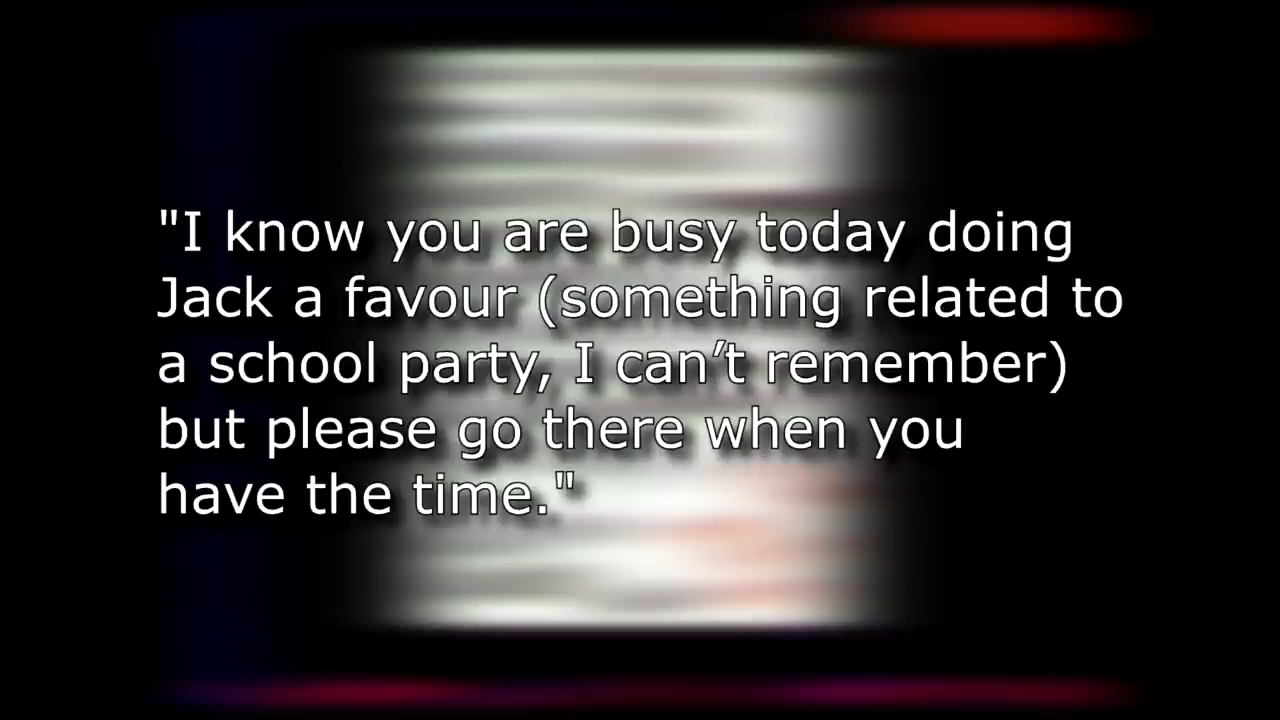 "I know you are busy today doing
Jack a favour (something related to
a school party, I can’t remember)
but please go there when you
have the time."